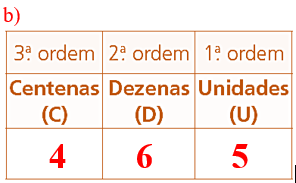 b)
3ª ordem 2ª ordem 1ª ordem
Centenas Dezenas Unidades
(C) (D) (U)
4 6 5